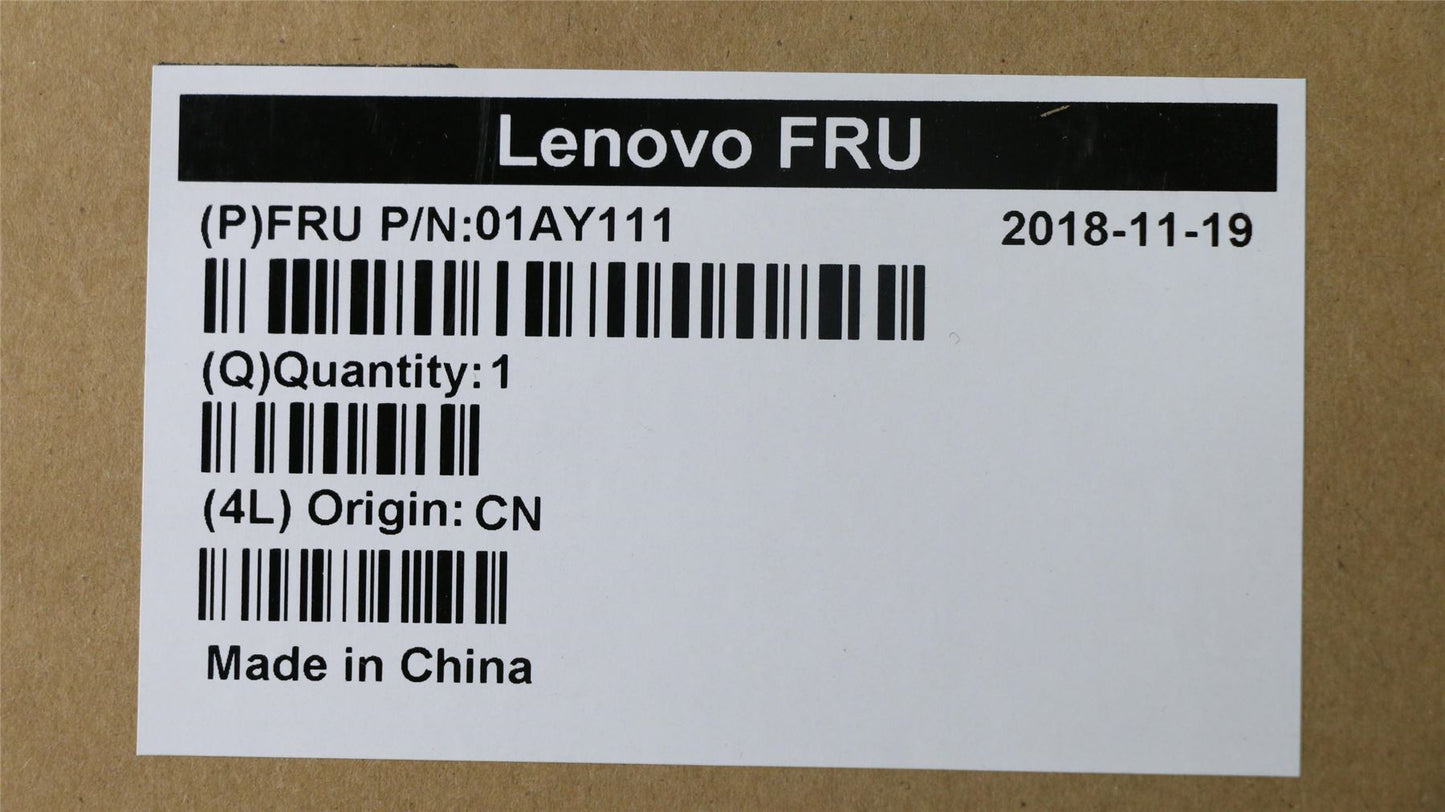 Lenovo FRU
(P)FRU P/N:01AY111 2018-11-19
(Q)Quantity:1
(4L) Origin: CN
Made in China